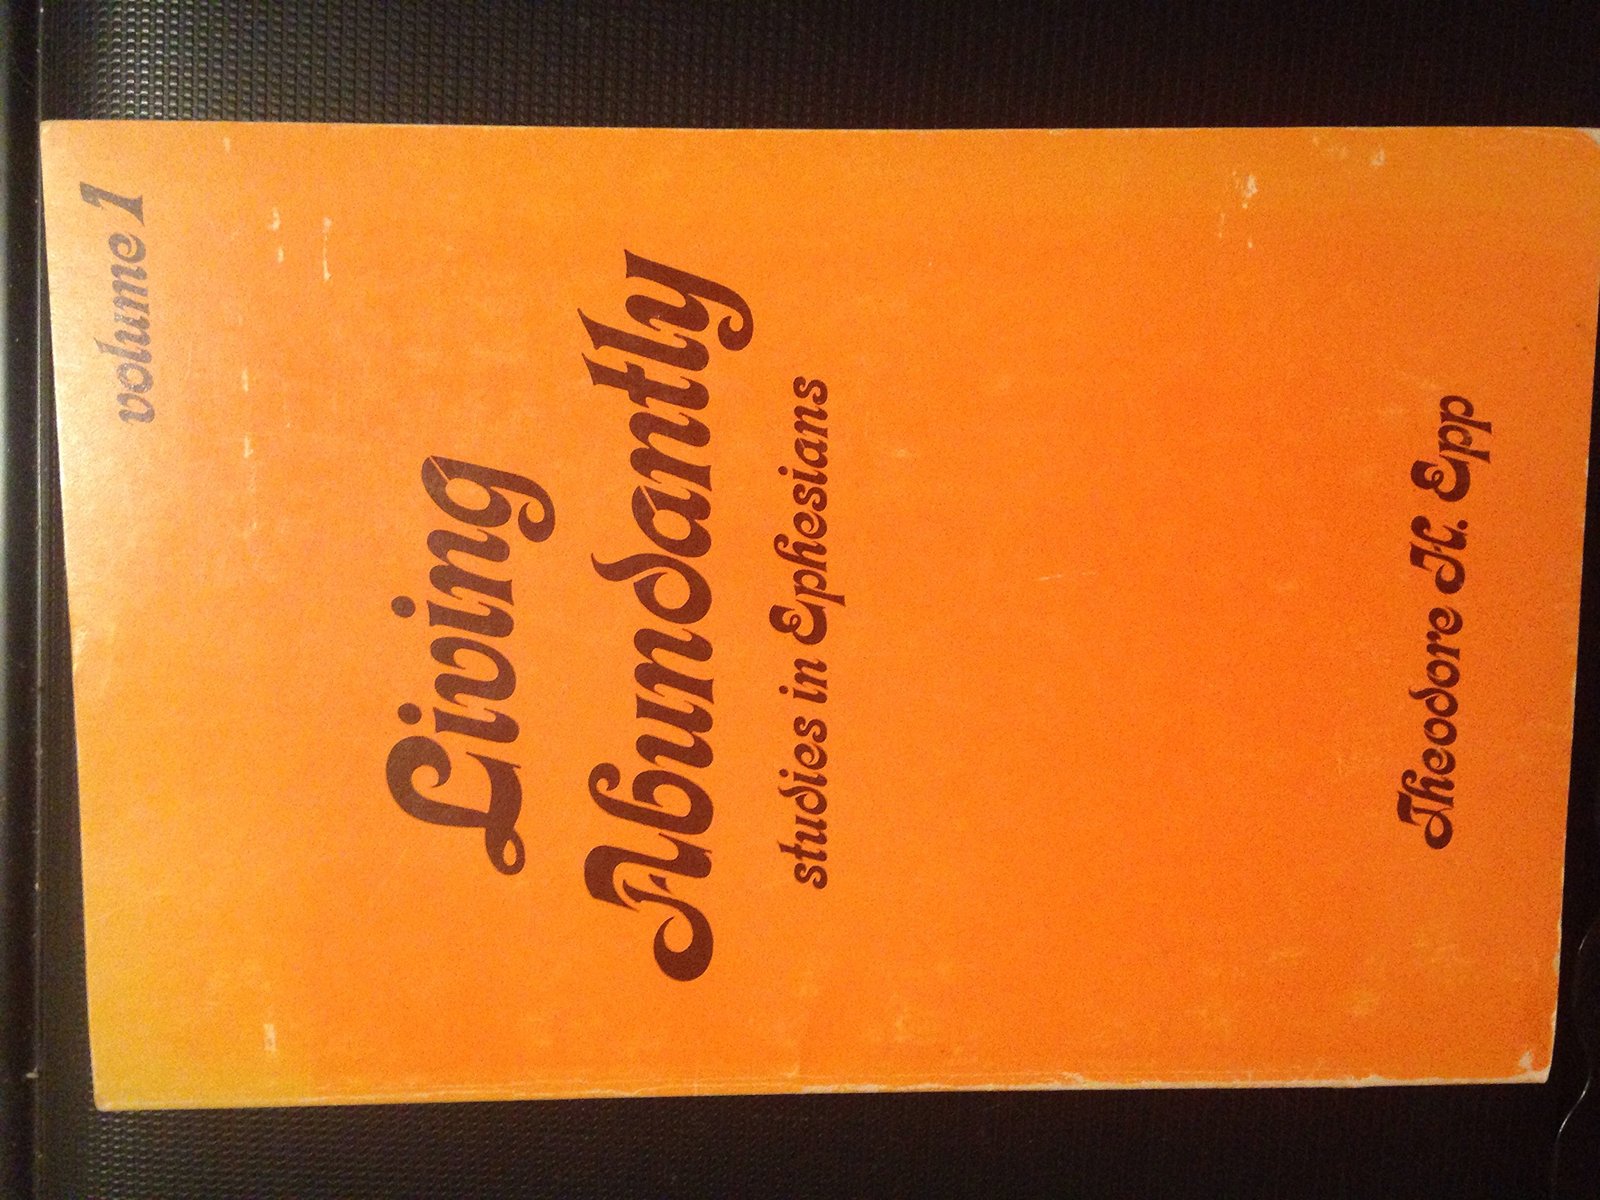 volume 1
Living
Abundantly
studies in Ephesians
Theodore H. Epp